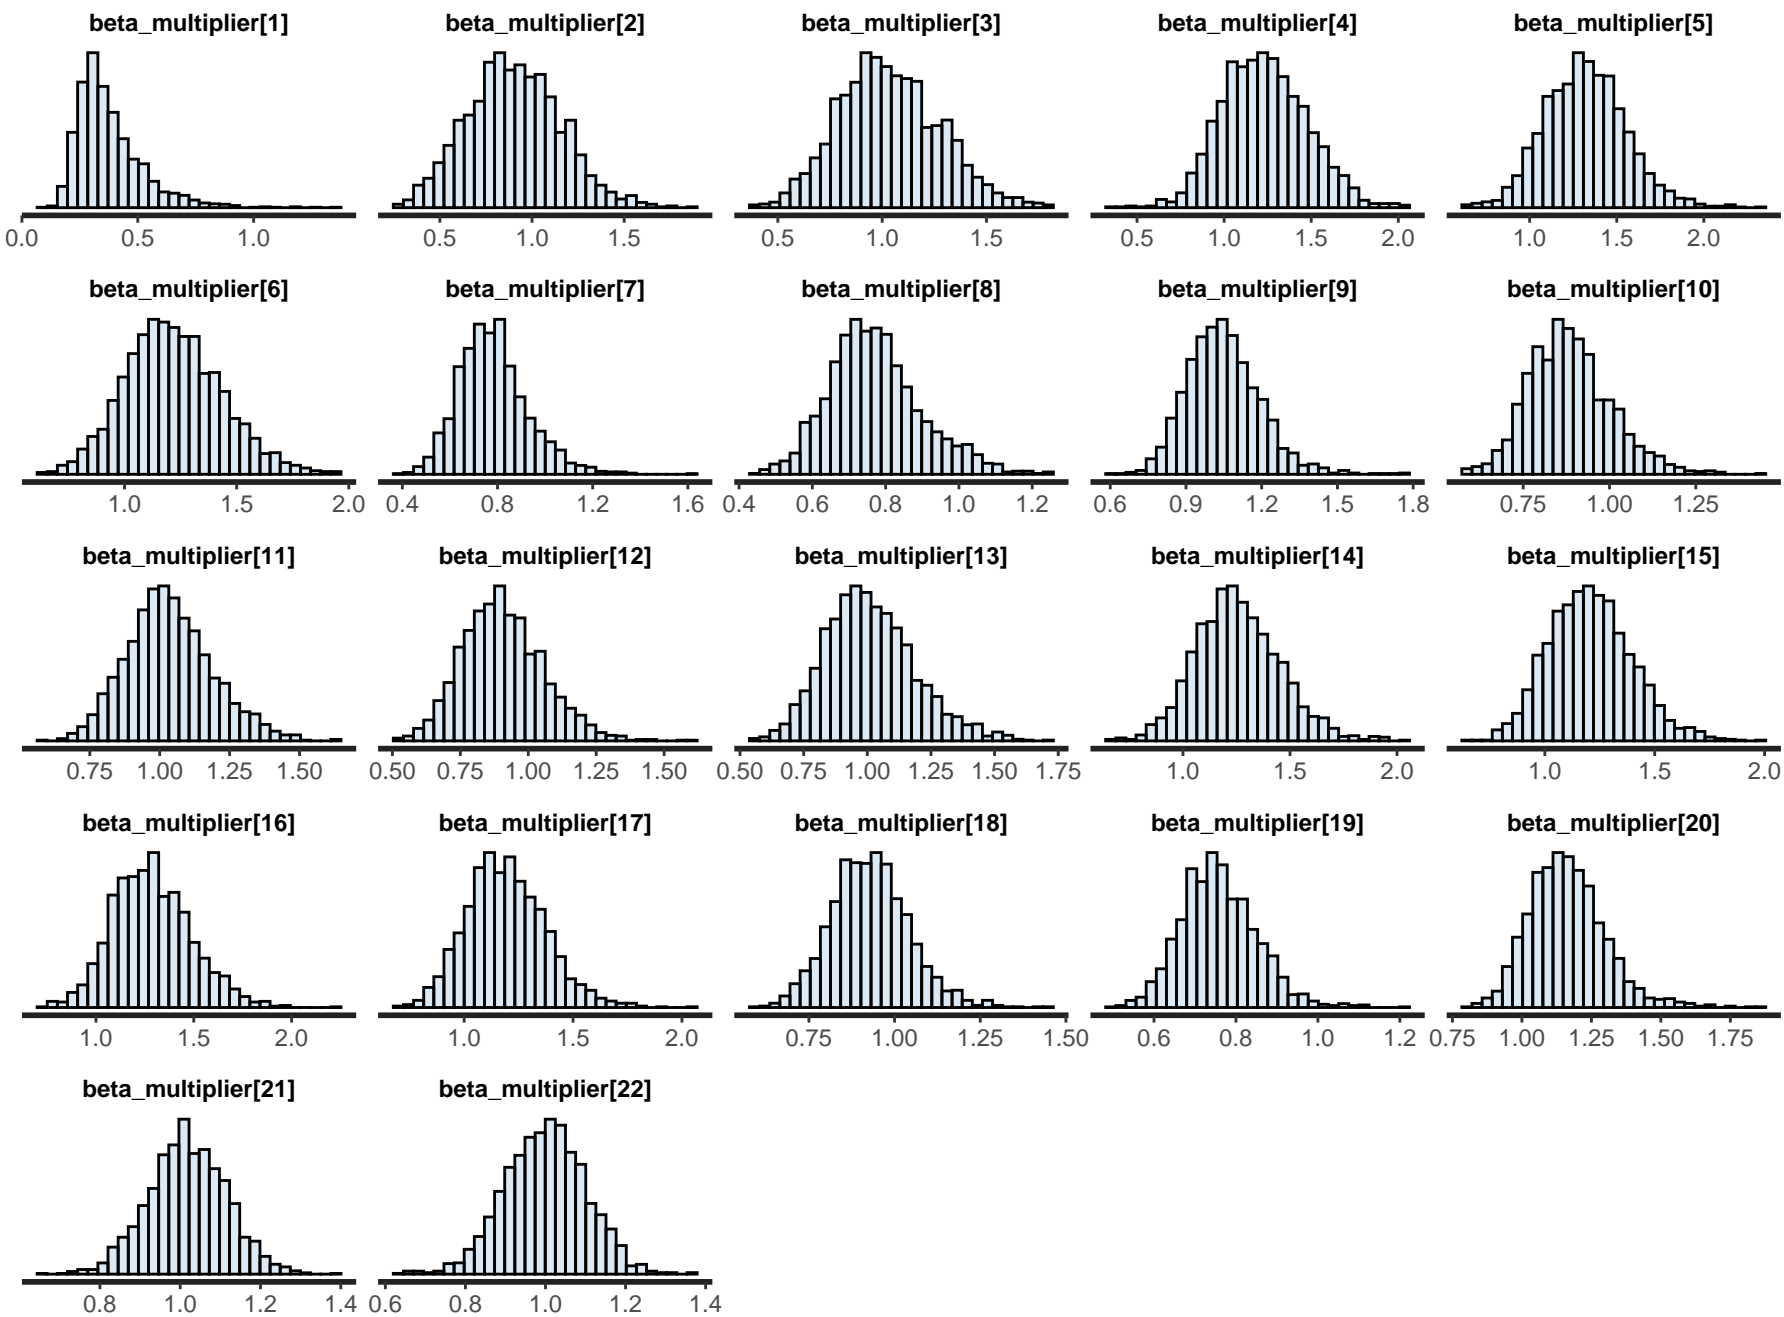 beta_multiplier[1] beta_multiplier[2] beta_multiplier[3] beta_multiplier[4] beta_multiplier[5]
0.0 0.5 1.0 0.5 1.0 1.5 0.5 1.0 1.5 0.5 1.0 1.5 2.0 1.0 1.5 2.0
beta_multiplier[6] beta_multiplier[7] beta_multiplier[8] beta_multiplier[9] beta_multiplier[10]
1.0 1.5 2.0 0.4 0.8 1.2 1.6 0.4 0.6 0.8 1.0 1.2 0.6 0.9 1.2 1.5 1.8 0.75 1.00 1.25
beta_multiplier[11] beta_multiplier[12] beta_multiplier[13] beta_multiplier[14] beta_multiplier[15]
0.75 1.00 1.25 1.50 0.50 0.75 1.00 1.25 1.50 0.50 0.75 1.00 1.25 1.50 1.75 1.0 1.5 2.0 1.0 1.5 2.0
beta_multiplier[16] beta_multiplier[17] beta_multiplier[18] beta_multiplier[19] beta_multiplier[20]
1.0 1.5 2.0 1.0 1.5 2.0 0.75 1.00 1.25 1.50 0.6 0.8 1.0 1.2 0.75 1.00 1.25 1.50 1.75
beta_multiplier[21] beta_multiplier[22]
0.8 1.0 1.2 1.4 0.6 0.8 1.0 1.2 1.4